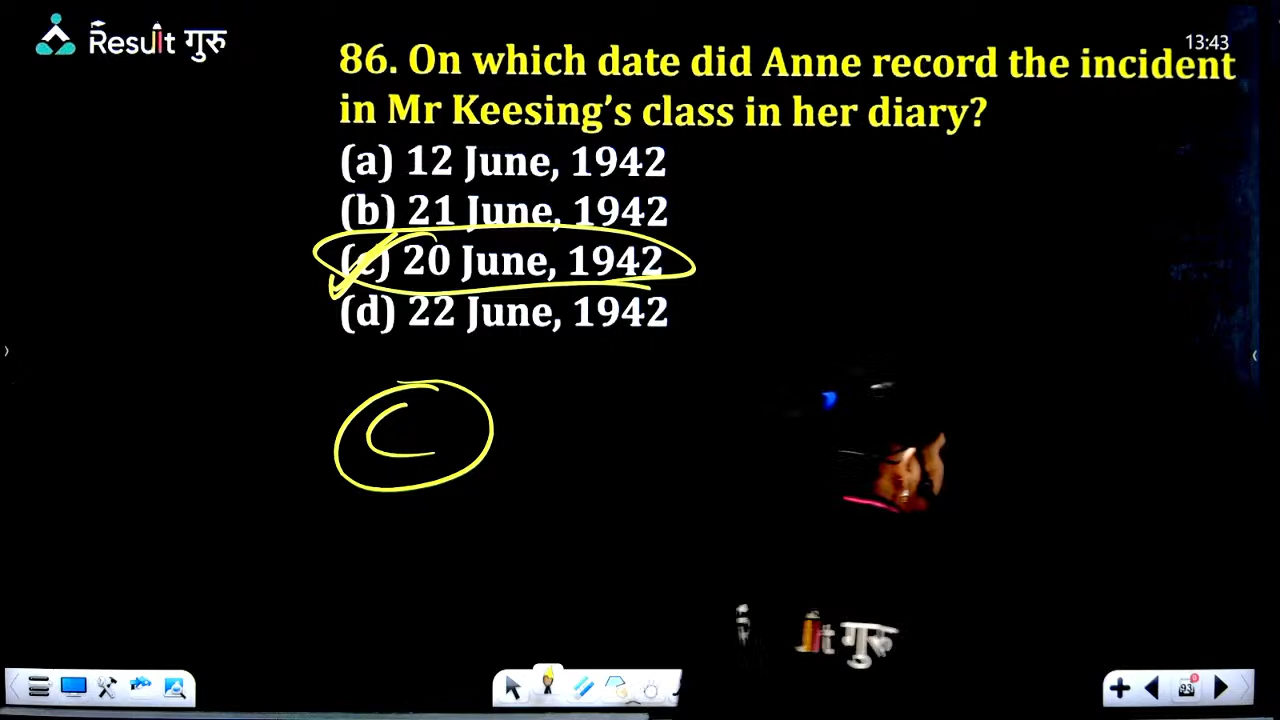 Result गुरु
13:43
86. On which date did Anne record the incident
in Mr Keesing’s class in her diary?
(a) 12 June, 1942
(b) 21 June, 1942
(c) 20 June, 1942
(d) 22 June, 1942
C
गुरु
93